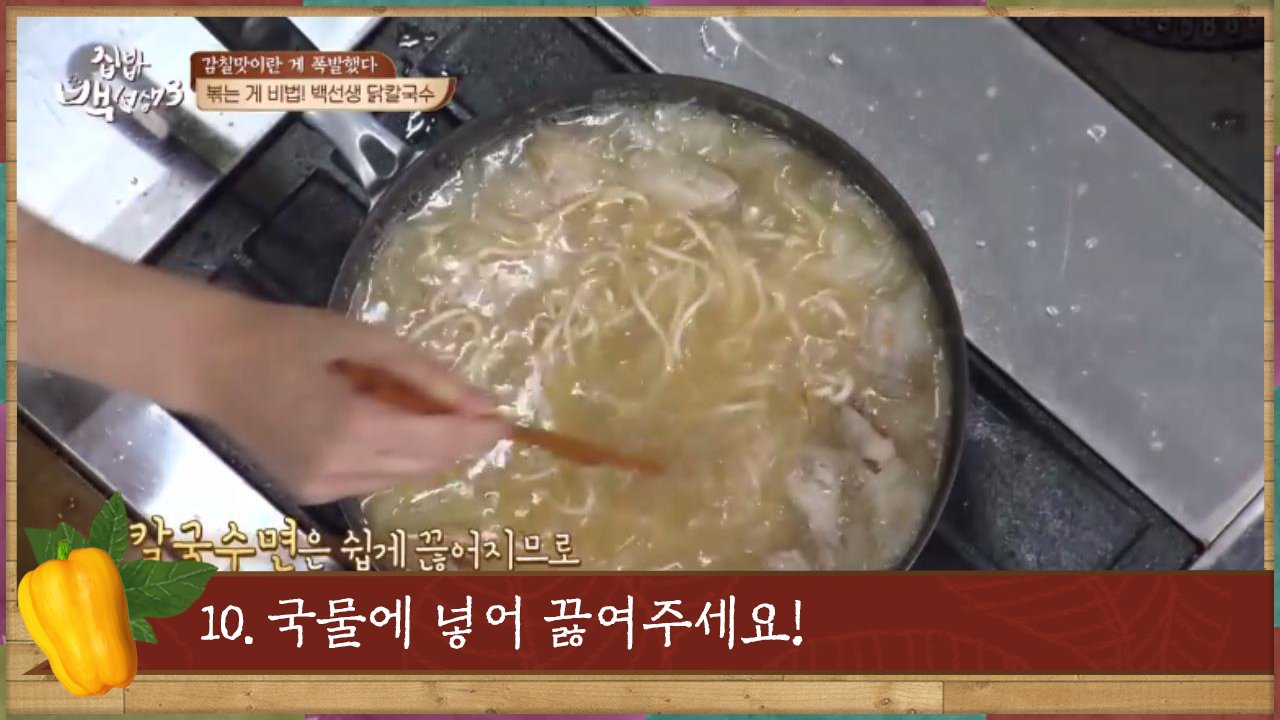 집밥
백선생3
감칠맛이란 게 폭발했다
볶는 게 비법! 백선생 닭칼국수
칼국수면은 쉽게 끊어지므로
10. 국물에 넣어 끓여주세요!